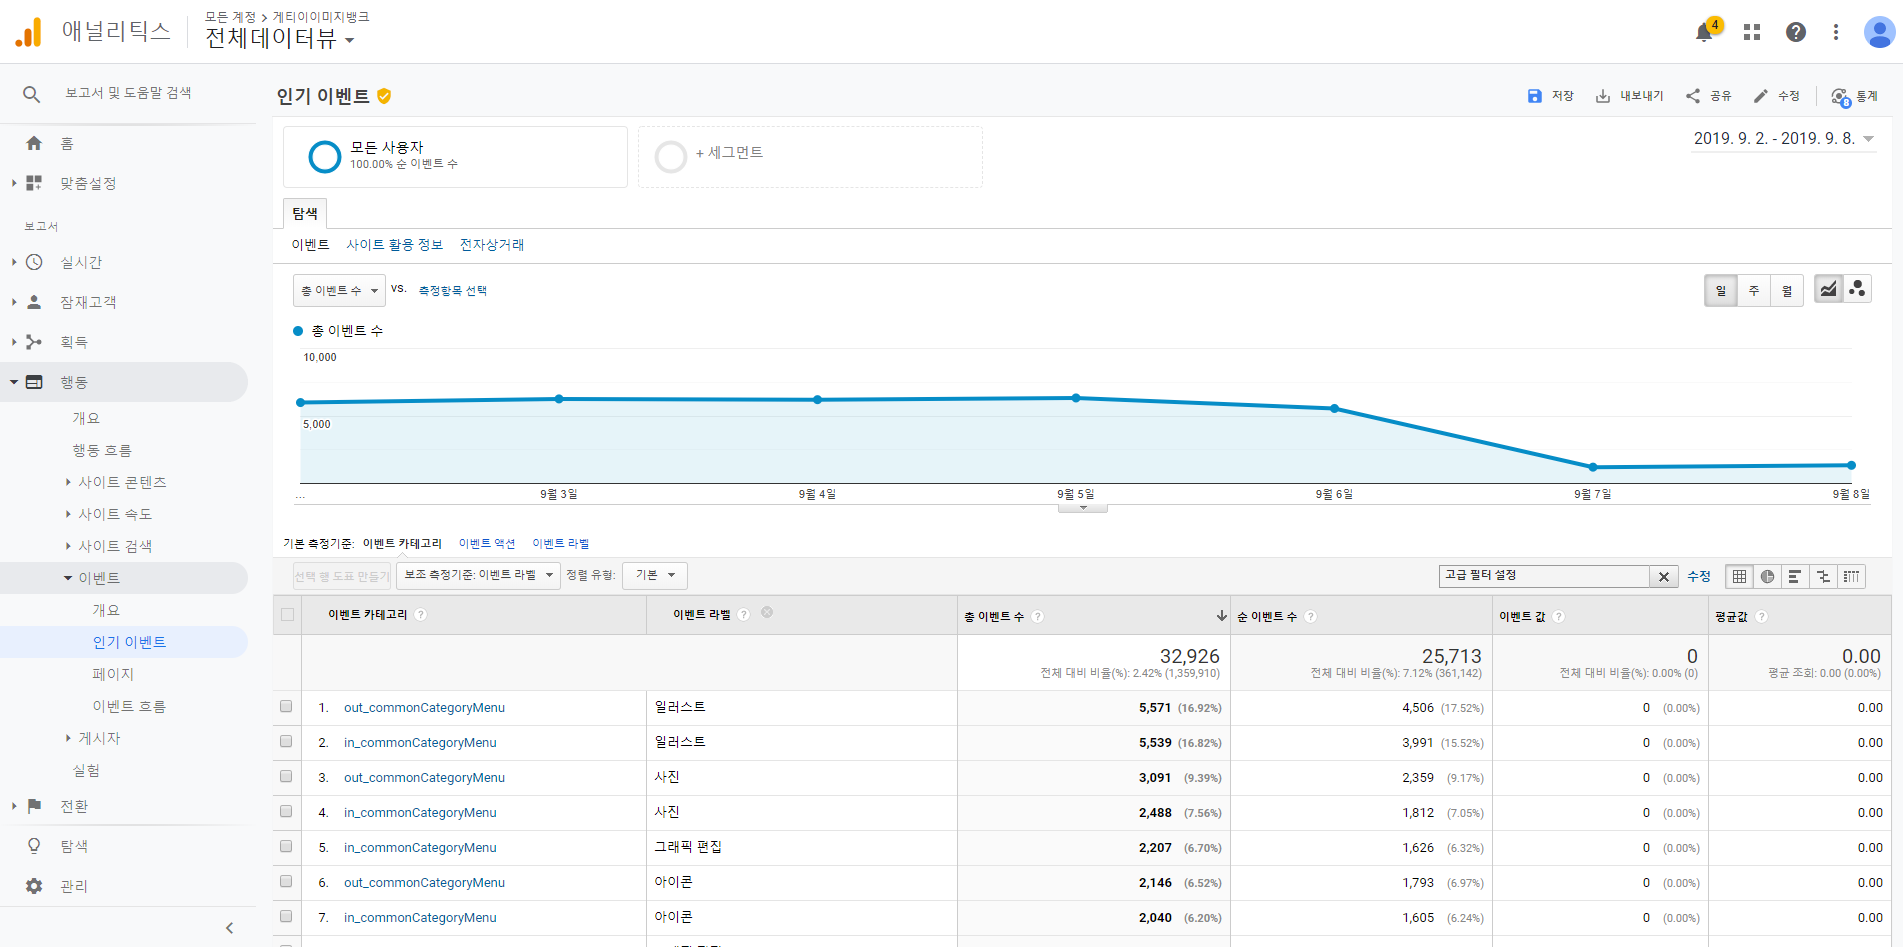 애널리틱스
모든 계정 > 게티이이미지뱅크
전체데이터뷰
4
보고서 및 도움말 검색
홈
맞춤설정
보고서
실시간
잠재고객
획득
행동
개요
행동 흐름
사이트 콘텐츠
사이트 속도
사이트 검색
이벤트
개요
인기 이벤트
페이지
이벤트 흐름
게시자
실험
전환
탐색
관리
인기 이벤트
저장 내보내기 공유 수정 8 통계
모든 사용자
100.00% 순 이벤트 수
+ 세그먼트
2019. 9. 2. - 2019. 9. 8.
탐색
이벤트 사이트 활용 정보 전자상거래
총 이벤트 수 vs. 측정항목 선택
일 주 월
총 이벤트 수
10,000
5,000
... 9월 3일 9월 4일 9월 5일 9월 6일 9월 7일 9월 8일
기본 측정기준: 이벤트 카테고리 이벤트 액션 이벤트 라벨
선택 행 도표 만들기 보조 측정기준: 이벤트 라벨 정렬 유형: 기본 고급 필터 설정 수정
이벤트 카테고리 ? 이벤트 라벨 ? 총 이벤트 수 ? 순 이벤트 수 ? 이벤트 값 ? 평균값 ?
32,926 25,713 0 0.00
전체 대비 비율(%): 2.42% (1,359,910) 전체 대비 비율(%): 7.12% (361,142) 전체 대비 비율(%): 0.00% (0) 평균 조회: 0.00 (0.00%)
1. out_commonCategoryMenu 일러스트 5,571 (16.92%) 4,506 (17.52%) 0 (0.00%) 0.00
2. in_commonCategoryMenu 일러스트 5,539 (16.82%) 3,991 (15.52%) 0 (0.00%) 0.00
3. out_commonCategoryMenu 사진 3,091 (9.39%) 2,359 (9.17%) 0 (0.00%) 0.00
4. in_commonCategoryMenu 사진 2,488 (7.56%) 1,812 (7.05%) 0 (0.00%) 0.00
5. in_commonCategoryMenu 그래픽 편집 2,207 (6.70%) 1,626 (6.32%) 0 (0.00%) 0.00
6. out_commonCategoryMenu 아이콘 2,146 (6.52%) 1,793 (6.97%) 0 (0.00%) 0.00
7. in_commonCategoryMenu 아이콘 2,040 (6.20%) 1,605 (6.24%) 0 (0.00%) 0.00